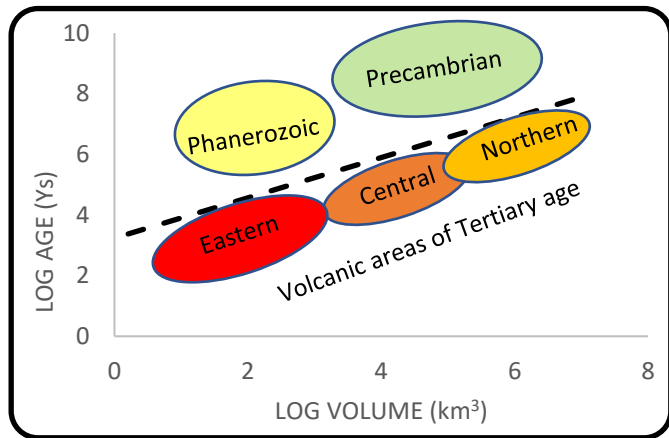 10
8
6
4
2
0
LOG AGE (Ys)
Precambrian
Phanerozoic
Northern
Central
Eastern
Volcanic areas of Tertiary age
0 2 4 6 8
LOG VOLUME (km³)